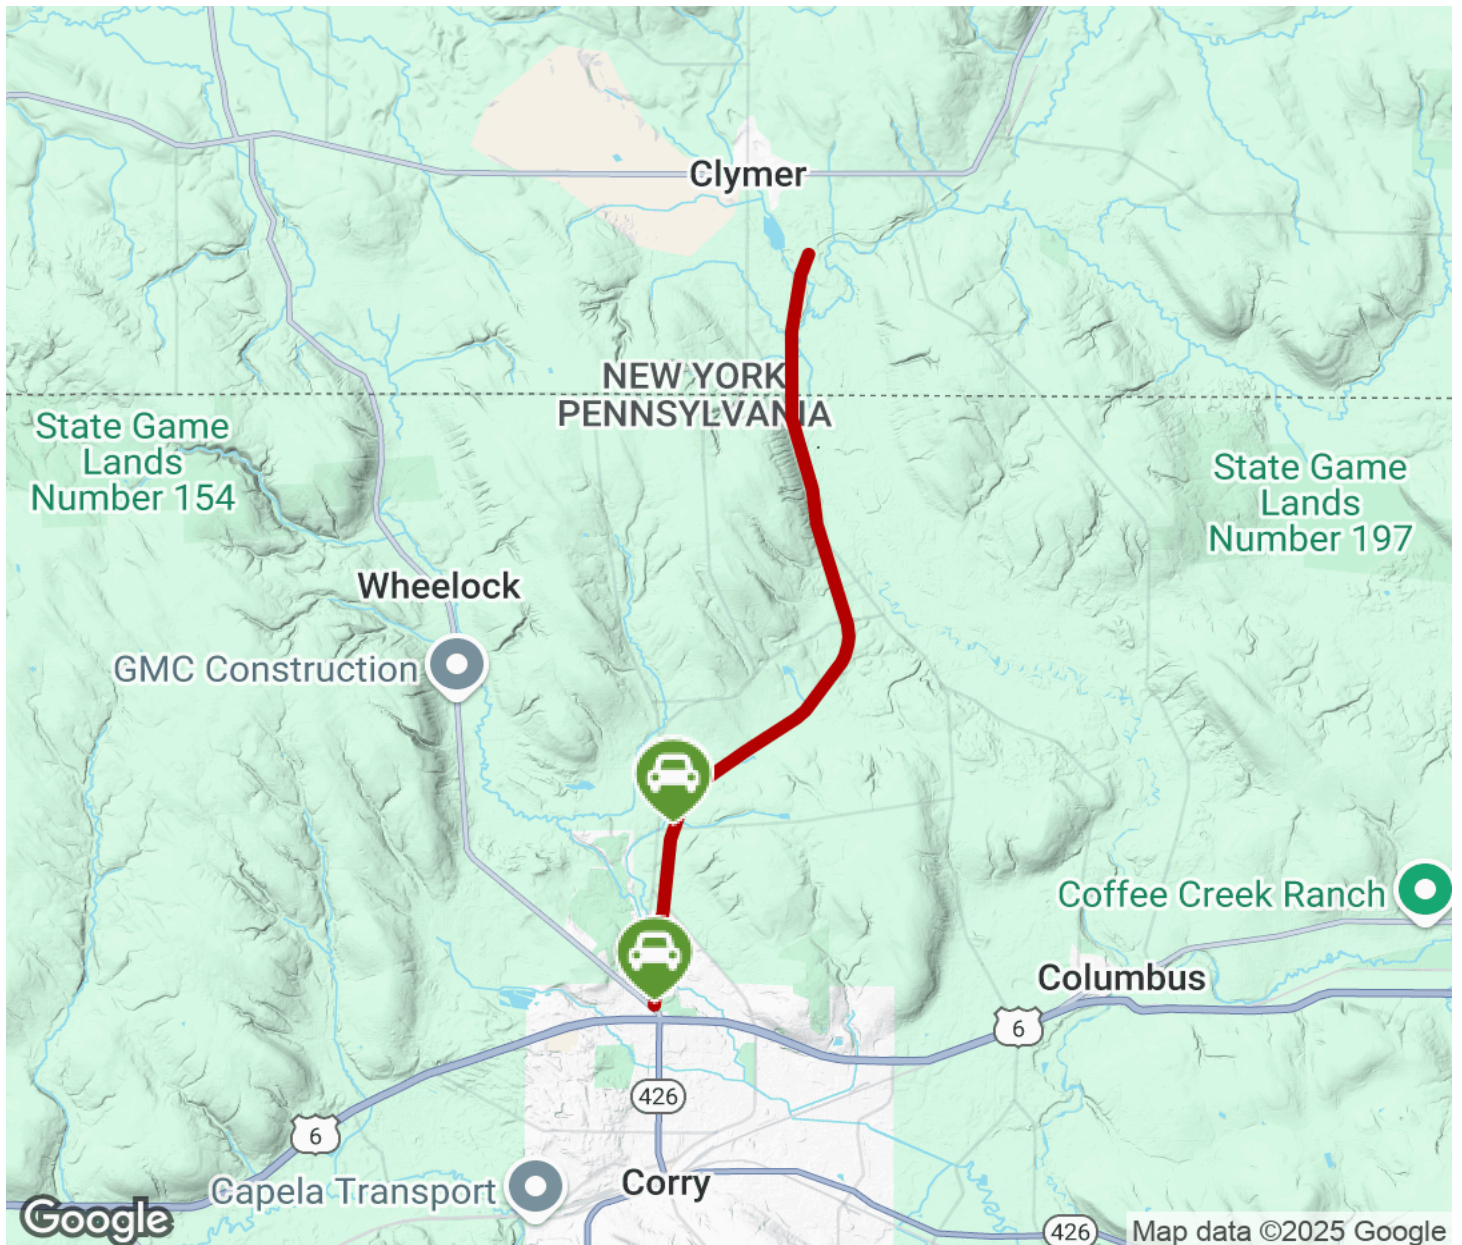 Clymer
NEW YORK
PENNSYLVANIA
State Game
Lands
Number 154
State Game
Lands
Number 197
Wheelock
GMC Construction
Coffee Creek Ranch
Columbus
6
426
6
Capela Transport
Corry
426
Google
Map data ©2025 Google